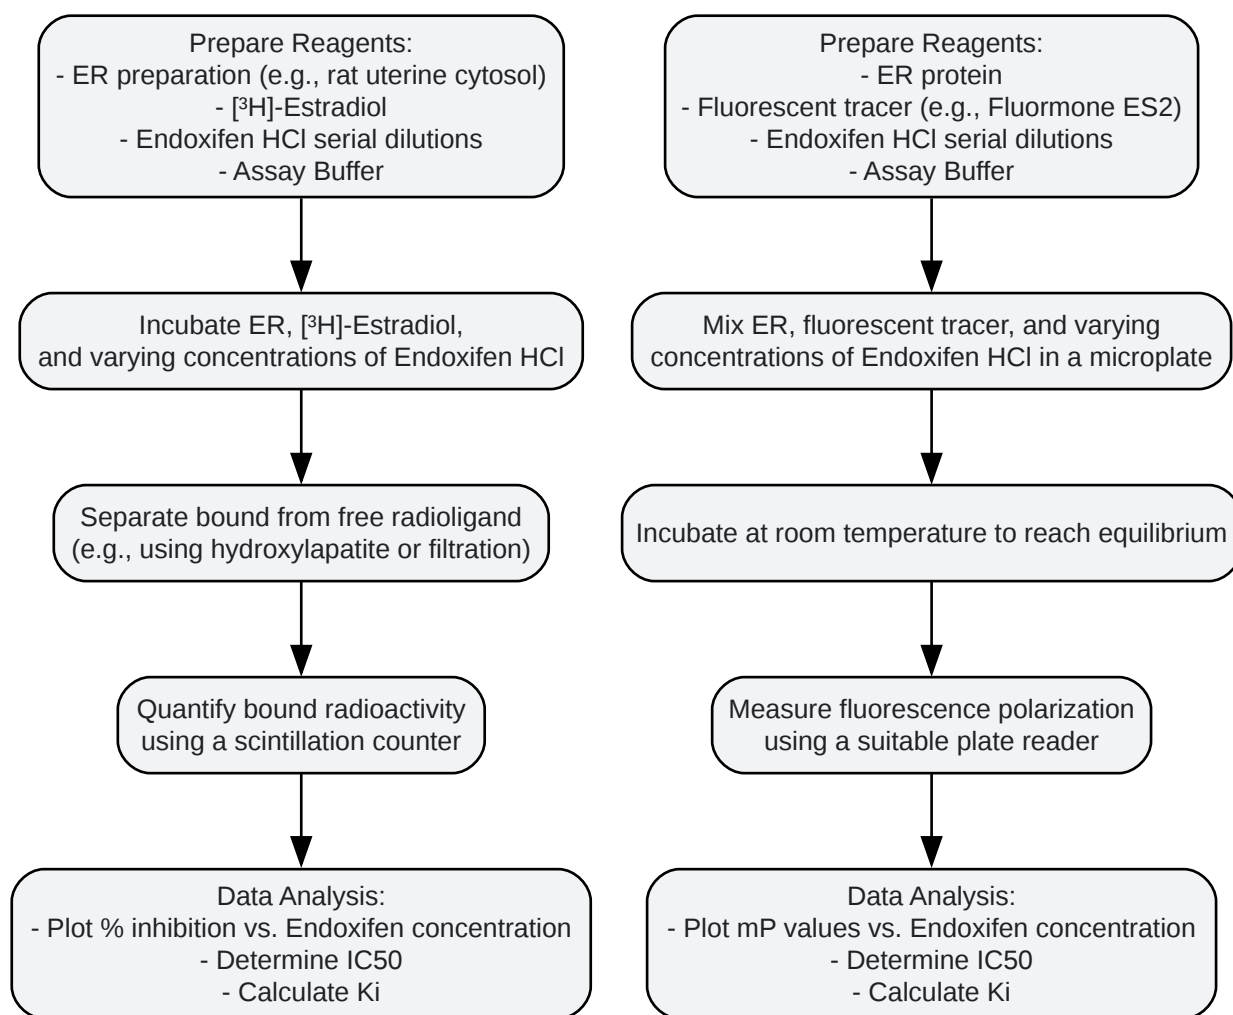 Prepare Reagents:
- ER preparation (e.g., rat uterine cytosol)
- [³H]-Estradiol
- Endoxifen HCl serial dilutions
- Assay Buffer
Incubate ER, [³H]-Estradiol,
and varying concentrations of Endoxifen HCl
Separate bound from free radioligand
(e.g., using hydroxylapatite or filtration)
Quantify bound radioactivity
using a scintillation counter
Data Analysis:
- Plot % inhibition vs. Endoxifen concentration
- Determine IC50
- Calculate Ki
Prepare Reagents:
- ER protein
- Fluorescent tracer (e.g., Fluormone ES2)
- Endoxifen HCl serial dilutions
- Assay Buffer
Mix ER, fluorescent tracer, and varying
concentrations of Endoxifen HCl in a microplate
Incubate at room temperature to reach equilibrium
Measure fluorescence polarization
using a suitable plate reader
Data Analysis:
- Plot mP values vs. Endoxifen concentration
- Determine IC50
- Calculate Ki